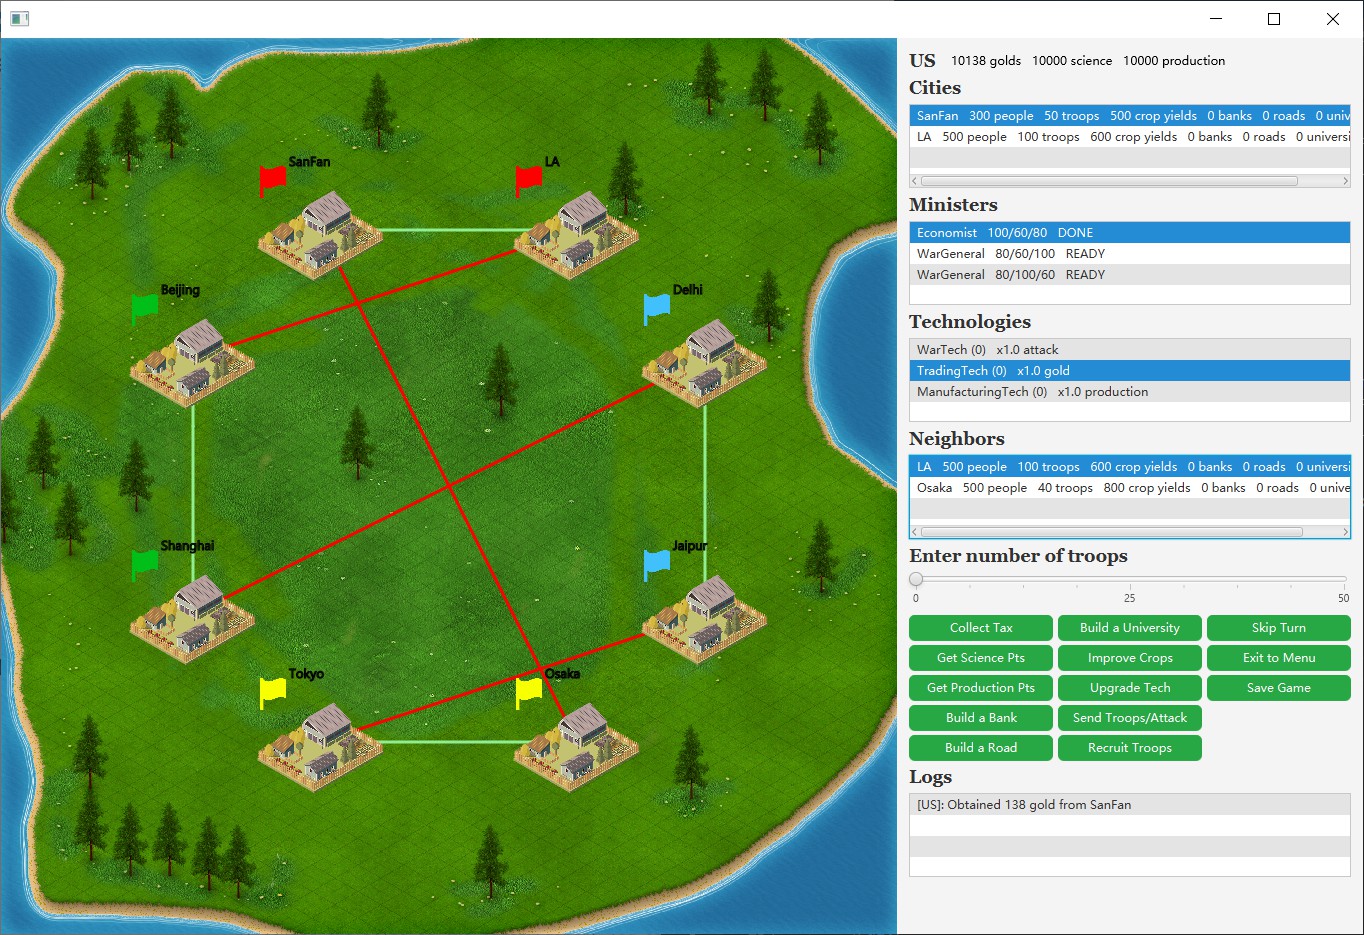 SanFan
LA
Beijing
Delhi
Shanghai
Jaipur
Tokyo
Osaka
US 10138 golds 10000 science 10000 production
Cities
SanFan 300 people 50 troops 500 crop yields 0 banks 0 roads 0 univ
LA 500 people 100 troops 600 crop yields 0 banks 0 roads 0 universi
Ministers
Economist 100/60/80 DONE
WarGeneral 80/60/100 READY
WarGeneral 80/100/60 READY
Technologies
WarTech (0) x1.0 attack
TradingTech (0) x1.0 gold
ManufacturingTech (0) x1.0 production
Neighbors
LA 500 people 100 troops 600 crop yields 0 banks 0 roads 0 universi
Osaka 500 people 40 troops 800 crop yields 0 banks 0 roads 0 unive
Enter number of troops
0 25 50
Collect Tax Build a University Skip Turn
Get Science Pts Improve Crops Exit to Menu
Get Production Pts Upgrade Tech Save Game
Build a Bank Send Troops/Attack
Build a Road Recruit Troops
Logs
[US]: Obtained 138 gold from SanFan